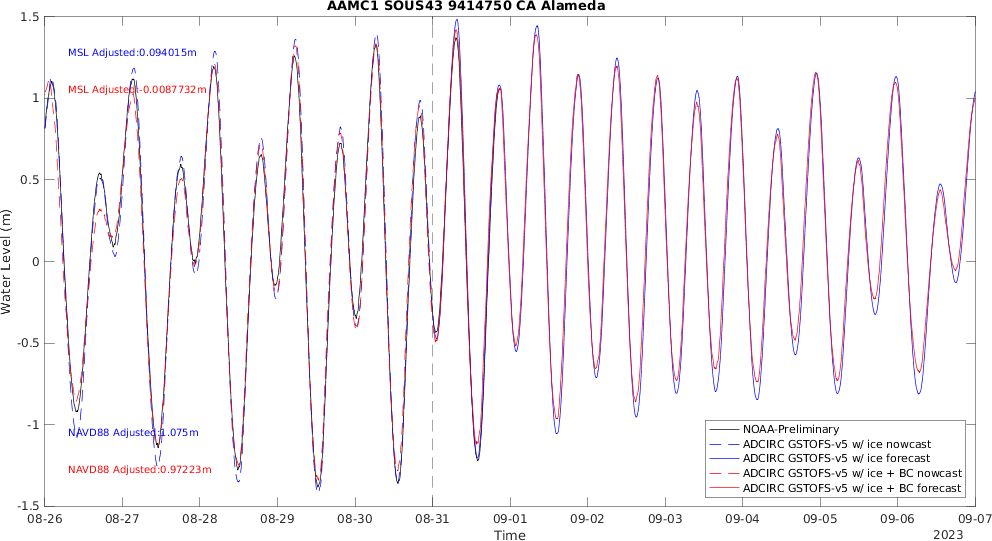 AAMC1 SOUS43 9414750 CA Alameda
1.5
1
0.5
0
-0.5
-1
-1.5
Water Level (m)
MSL Adjusted:0.094015m
MSL Adjusted:-0.0087732m
NAVD88 Adjusted:1.075m
NAVD88 Adjusted:0.97223m
NOAA-Preliminary
ADCIRC GSTOFS-v5 w/ ice nowcast
ADCIRC GSTOFS-v5 w/ ice forecast
ADCIRC GSTOFS-v5 w/ ice + BC nowcast
ADCIRC GSTOFS-v5 w/ ice + BC forecast
08-26 08-27 08-28 08-29 08-30 08-31 09-01 09-02 09-03 09-04 09-05 09-06 09-07
Time
2023